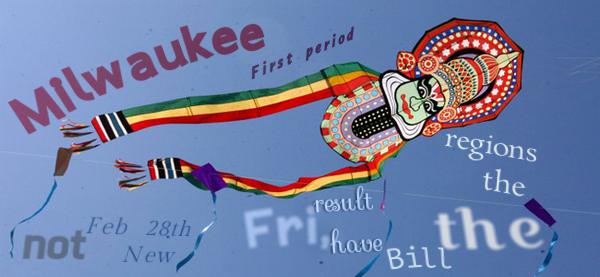 Milwaukee
First period
regions
the
result
Feb 28th
Fri,
the
not
New
have
Bill